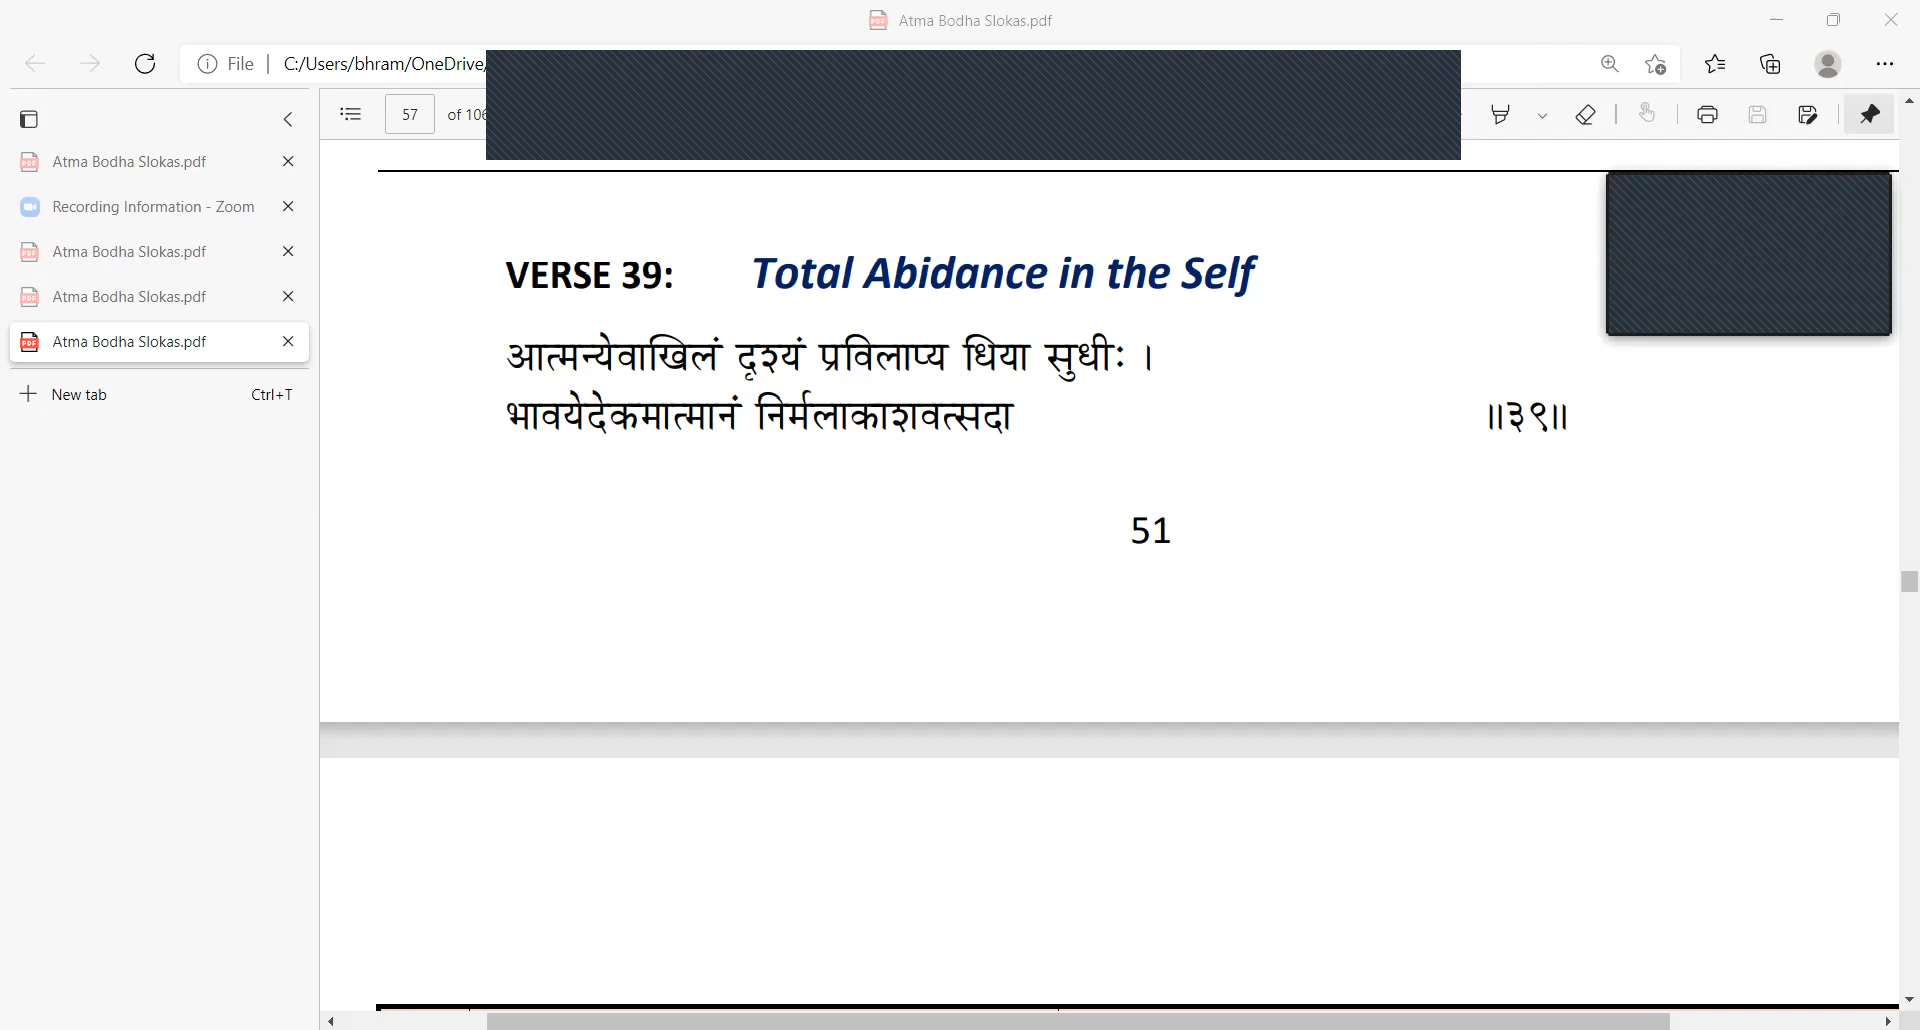 Atma Bodha Slokas.pdf
File | C:/Users/bhram/OneDrive/
57 of 106
Atma Bodha Slokas.pdf
Recording Information - Zoom
Atma Bodha Slokas.pdf
Atma Bodha Slokas.pdf
Atma Bodha Slokas.pdf
New tab Ctrl+T
VERSE 39: Total Abidance in the Self
आत्मन्येवाखिलं दृश्यं प्रविलाप्य धिया सुधीः ।
भावयेदेकमात्मानं निर्मलाकाशवत्सदा ॥३९॥
51